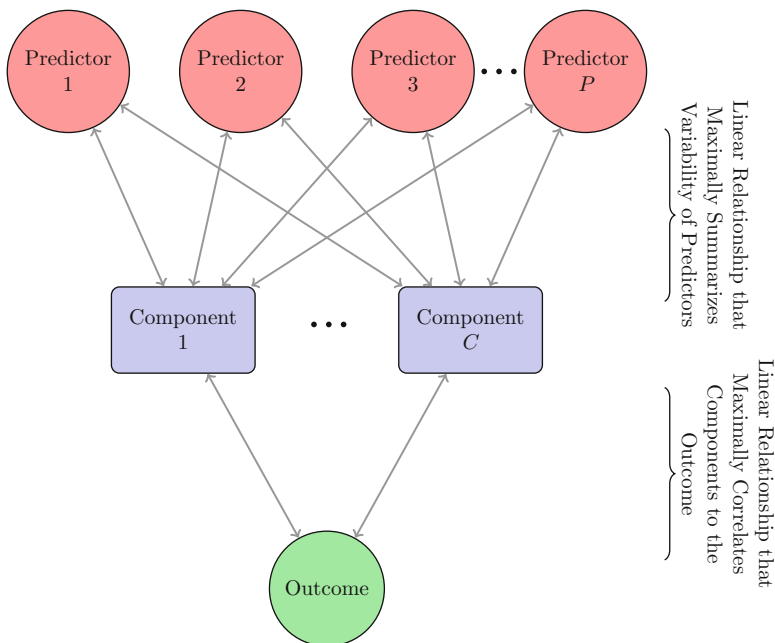 Predictor
1
Predictor
2
Predictor
3
Predictor
P
Linear Relationship that
Maximally Summarizes
Variability of Predictors
Component
1
Component
C
Linear Relationship that
Maximally Correlates
Components to the
Outcome
Outcome